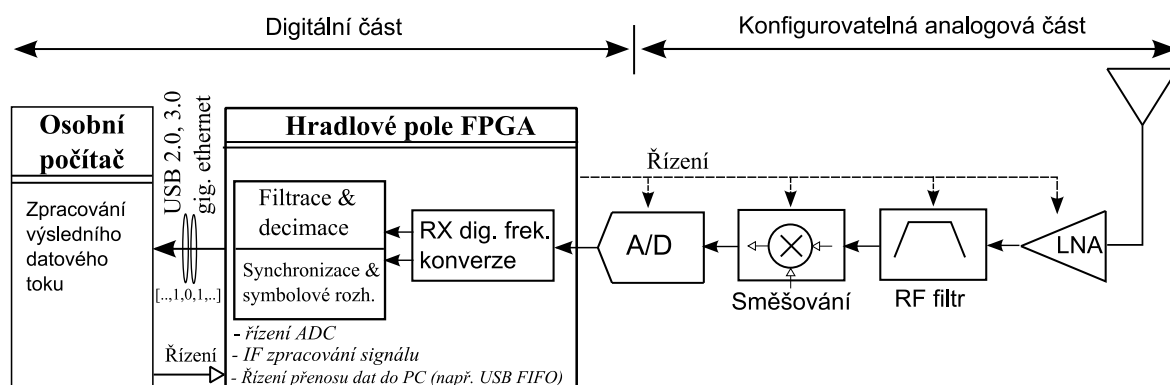 Digitální část
Konfigurovatelná analogová část
Osobní
počítač
Zpracování
výsledního
datového
toku
USB 2.0, 3.0
gig. ethernet
[..,1,0,1,..]
Řízení
Hradlové pole FPGA
Filtrace &
decimace
Synchronizace &
symbolové rozh.
RX dig. frek.
konverze
- řízení ADC
- IF zpracování signálu
- Řízení přenosu dat do PC (např. USB FIFO)
Řízení
A/D
Směšování
RF filtr
LNA